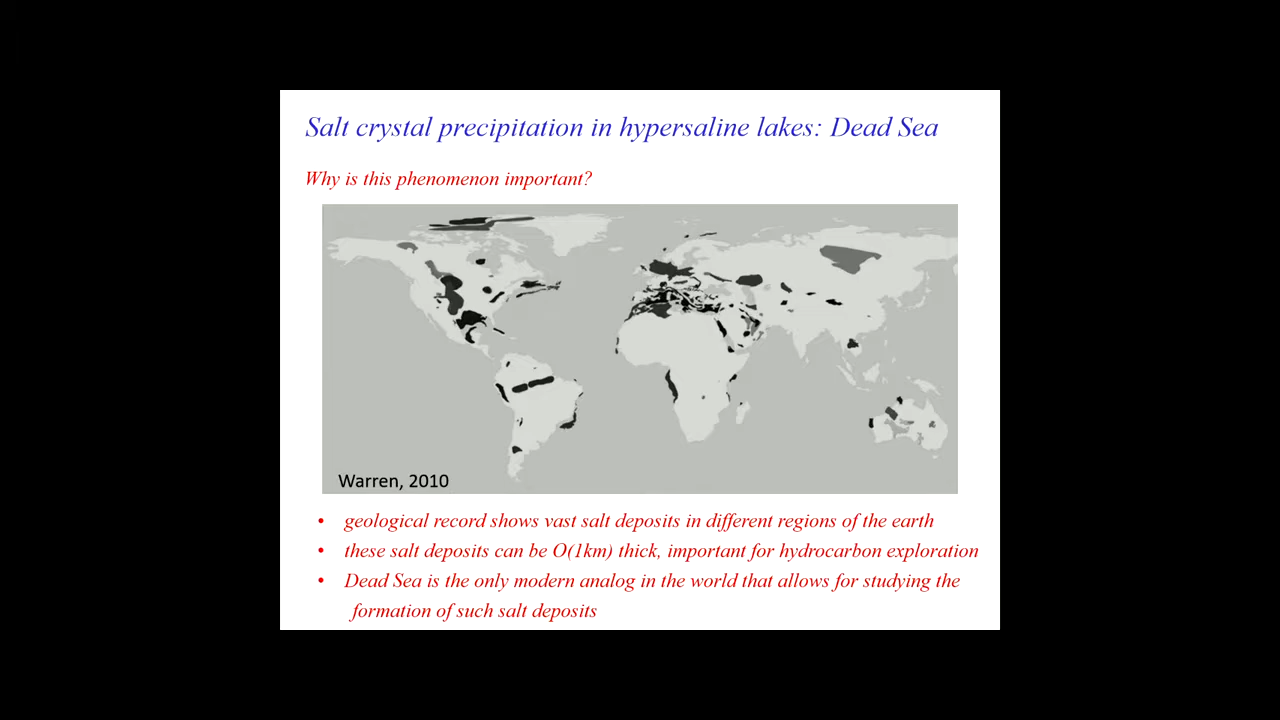 Salt crystal precipitation in hypersaline lakes: Dead Sea
Why is this phenomenon important?
Warren, 2010
• geological record shows vast salt deposits in different regions of the earth
• these salt deposits can be O(1km) thick, important for hydrocarbon exploration
• Dead Sea is the only modern analog in the world that allows for studying the
formation of such salt deposits